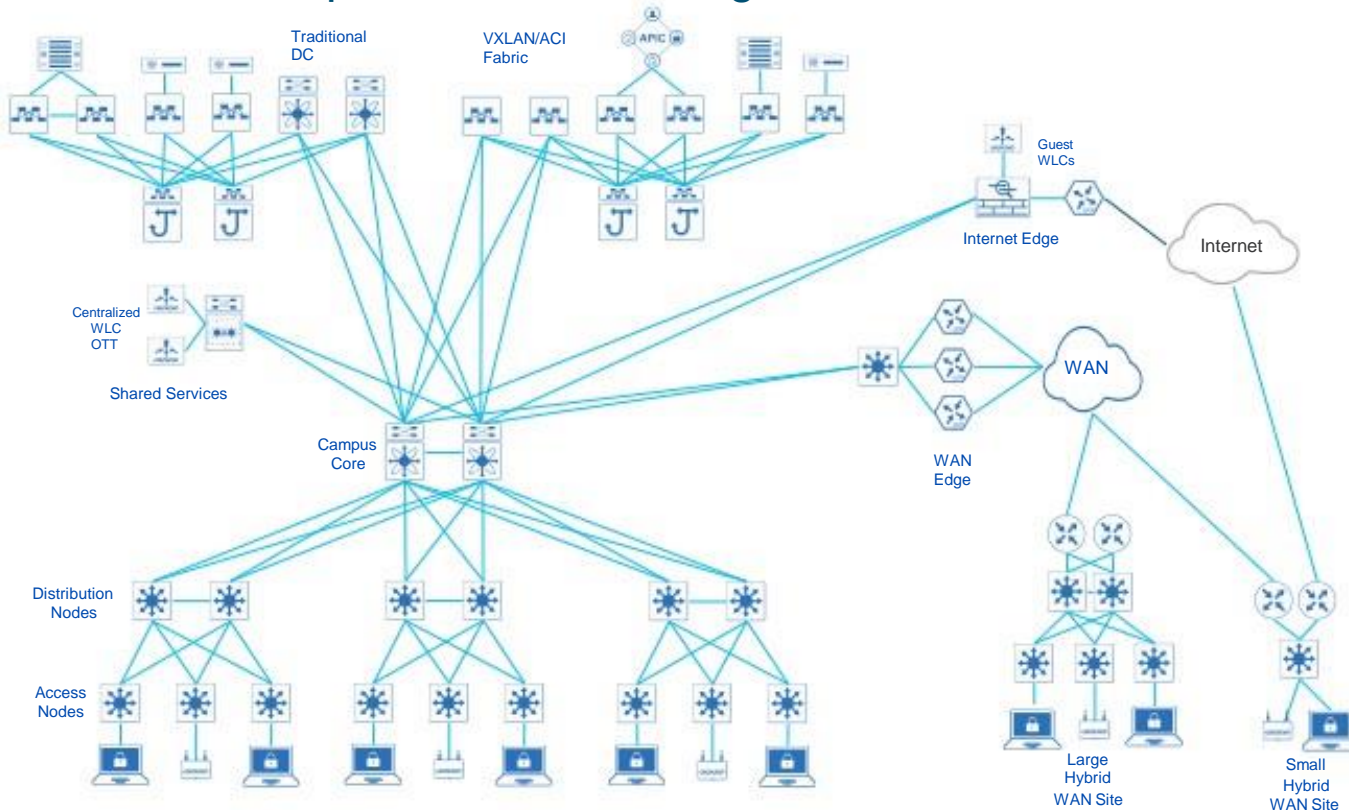 Traditional
DC
VXLAN/ACI
Fabric
APIC
Guest
WLCs
Internet Edge
Internet
Centralized
WLC
OTT
Shared Services
WAN
WAN
Edge
Campus
Core
Distribution
Nodes
Access
Nodes
Large
Hybrid
WAN Site
Small
Hybrid
WAN Site